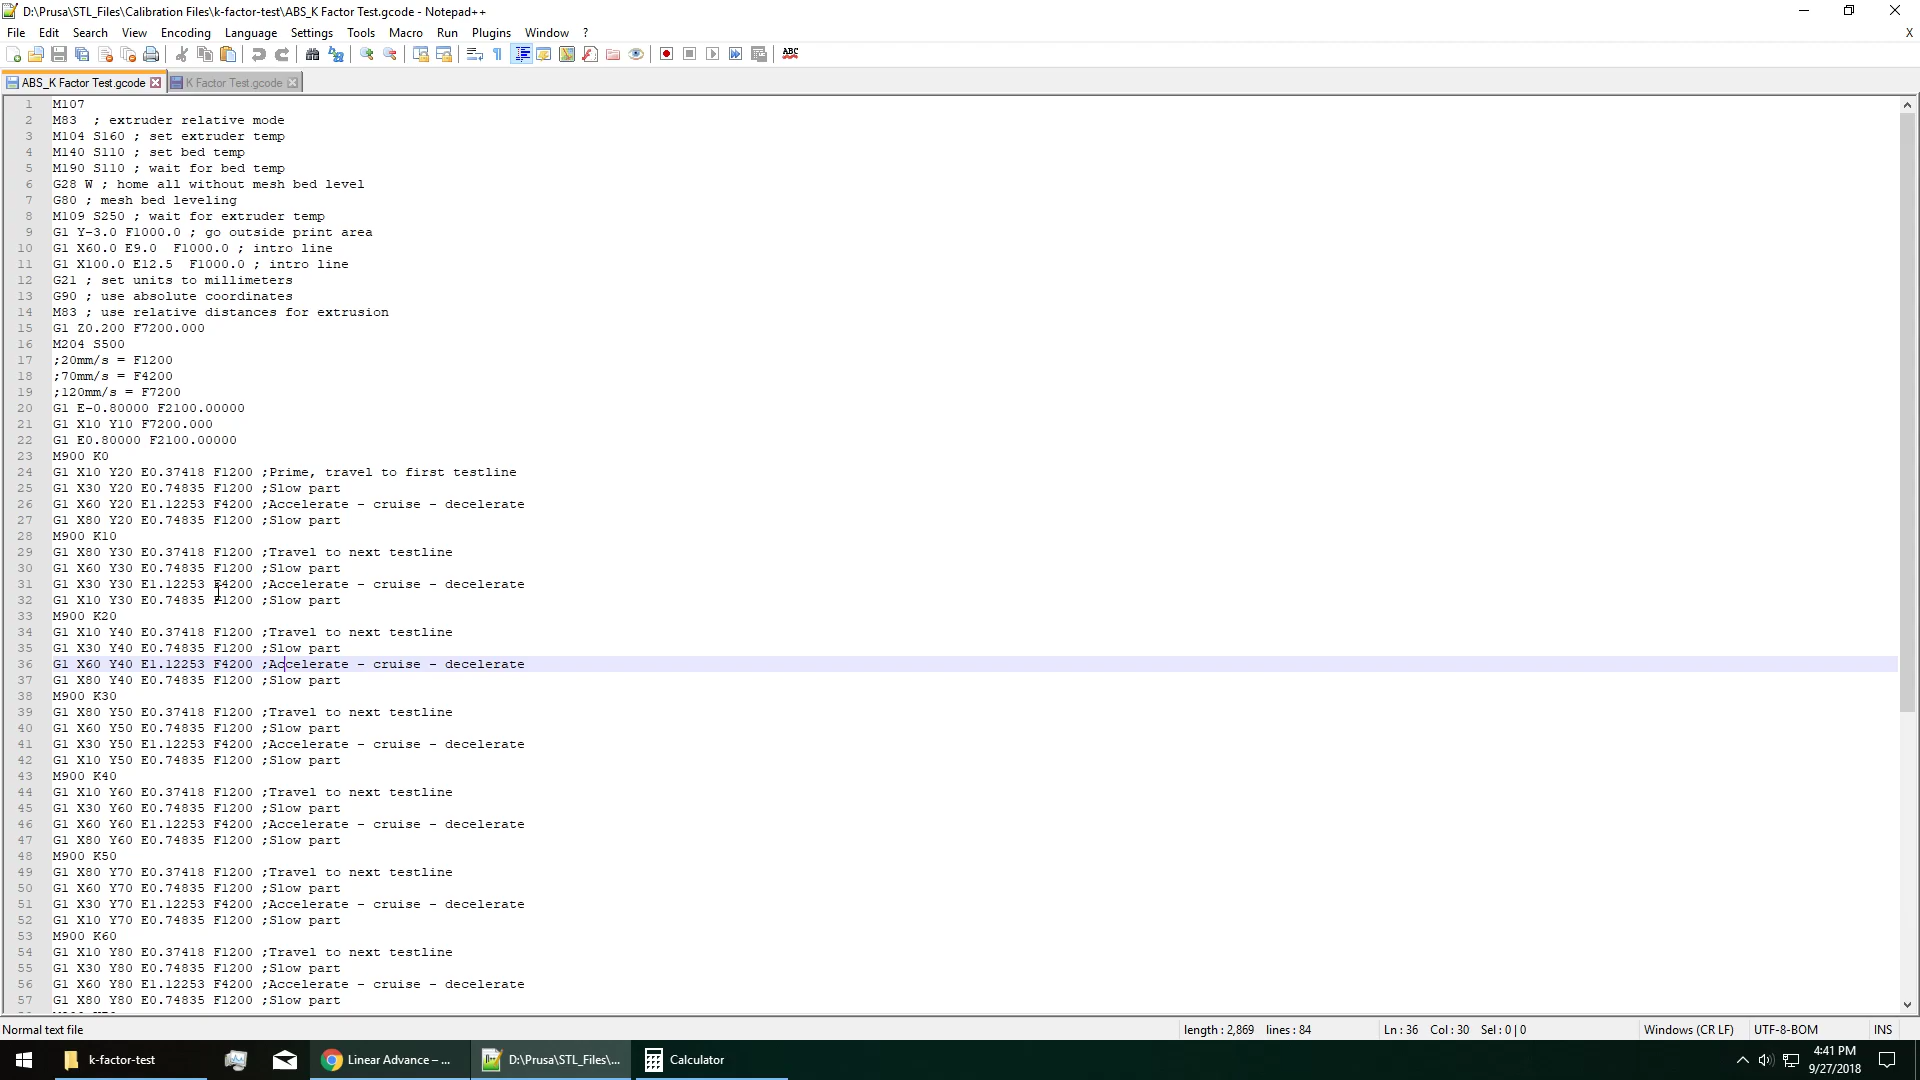 D:\Prusa\STL_Files\Calibration Files\k-factor-test\ABS_K Factor Test.gcode - Notepad++
File Edit Search View Encoding Language Settings Tools Macro Run Plugins Window ? X
ABC
ABS_K Factor Test.gcode K Factor Test.gcode
1 M107
2 M83  ; extruder relative mode
3 M104 S160 ; set extruder temp
4 M140 S110 ; set bed temp
5 M190 S110 ; wait for bed temp
6 G28 W ; home all without mesh bed level
7 G80 ; mesh bed leveling
8 M109 S250 ; wait for extruder temp
9 G1 Y-3.0 F1000.0 ; go outside print area
10 G1 X60.0 E9.0  F1000.0 ; intro line
11 G1 X100.0 E12.5  F1000.0 ; intro line
12 G21 ; set units to millimeters
13 G90 ; use absolute coordinates
14 M83 ; use relative distances for extrusion
15 G1 Z0.200 F7200.000
16 M204 S500
17 ;20mm/s = F1200
18 ;70mm/s = F4200
19 ;120mm/s = F7200
20 G1 E-0.80000 F2100.00000
21 G1 X10 Y10 F7200.000
22 G1 E0.80000 F2100.00000
23 M900 K0
24 G1 X10 Y20 E0.37418 F1200 ;Prime, travel to first testline
25 G1 X30 Y20 E0.74835 F1200 ;Slow part
26 G1 X60 Y20 E1.12253 F4200 ;Accelerate - cruise - decelerate
27 G1 X80 Y20 E0.74835 F1200 ;Slow part
28 M900 K10
29 G1 X80 Y30 E0.37418 F1200 ;Travel to next testline
30 G1 X60 Y30 E0.74835 F1200 ;Slow part
31 G1 X30 Y30 E1.12253 F4200 ;Accelerate - cruise - decelerate
32 G1 X10 Y30 E0.74835 F1200 ;Slow part
33 M900 K20
34 G1 X10 Y40 E0.37418 F1200 ;Travel to next testline
35 G1 X30 Y40 E0.74835 F1200 ;Slow part
36 G1 X60 Y40 E1.12253 F4200 ;Accelerate - cruise - decelerate
37 G1 X80 Y40 E0.74835 F1200 ;Slow part
38 M900 K30
39 G1 X80 Y50 E0.37418 F1200 ;Travel to next testline
40 G1 X60 Y50 E0.74835 F1200 ;Slow part
41 G1 X30 Y50 E1.12253 F4200 ;Accelerate - cruise - decelerate
42 G1 X10 Y50 E0.74835 F1200 ;Slow part
43 M900 K40
44 G1 X10 Y60 E0.37418 F1200 ;Travel to next testline
45 G1 X30 Y60 E0.74835 F1200 ;Slow part
46 G1 X60 Y60 E1.12253 F4200 ;Accelerate - cruise - decelerate
47 G1 X80 Y60 E0.74835 F1200 ;Slow part
48 M900 K50
49 G1 X80 Y70 E0.37418 F1200 ;Travel to next testline
50 G1 X60 Y70 E0.74835 F1200 ;Slow part
51 G1 X30 Y70 E1.12253 F4200 ;Accelerate - cruise - decelerate
52 G1 X10 Y70 E0.74835 F1200 ;Slow part
53 M900 K60
54 G1 X10 Y80 E0.37418 F1200 ;Travel to next testline
55 G1 X30 Y80 E0.74835 F1200 ;Slow part
56 G1 X60 Y80 E1.12253 F4200 ;Accelerate - cruise - decelerate
57 G1 X80 Y80 E0.74835 F1200 ;Slow part
Normal text file length : 2,869 lines : 84 Ln : 36 Col : 30 Sel : 0 | 0 Windows (CR LF) UTF-8-BOM INS
k-factor-test Linear Advance – ... D:\Prusa\STL_Files\... Calculator
4:41 PM
9/27/2018